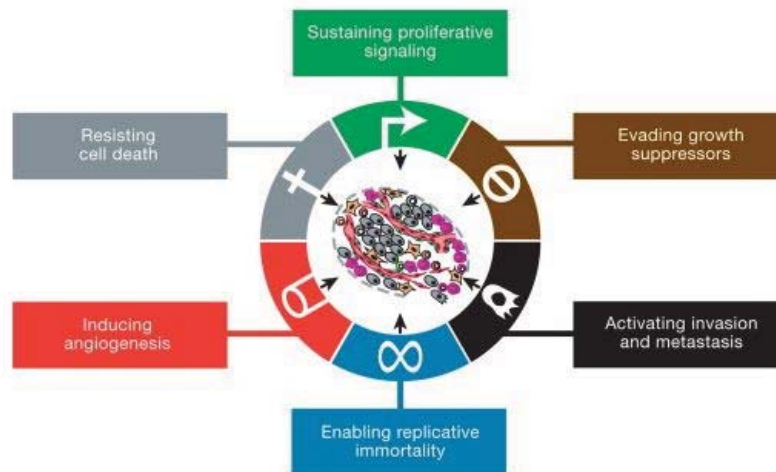 Sustaining proliferative
signaling
Resisting
cell death
Evading growth
suppressors
Inducing
angiogenesis
Activating invasion
and metastasis
Enabling replicative
immortality